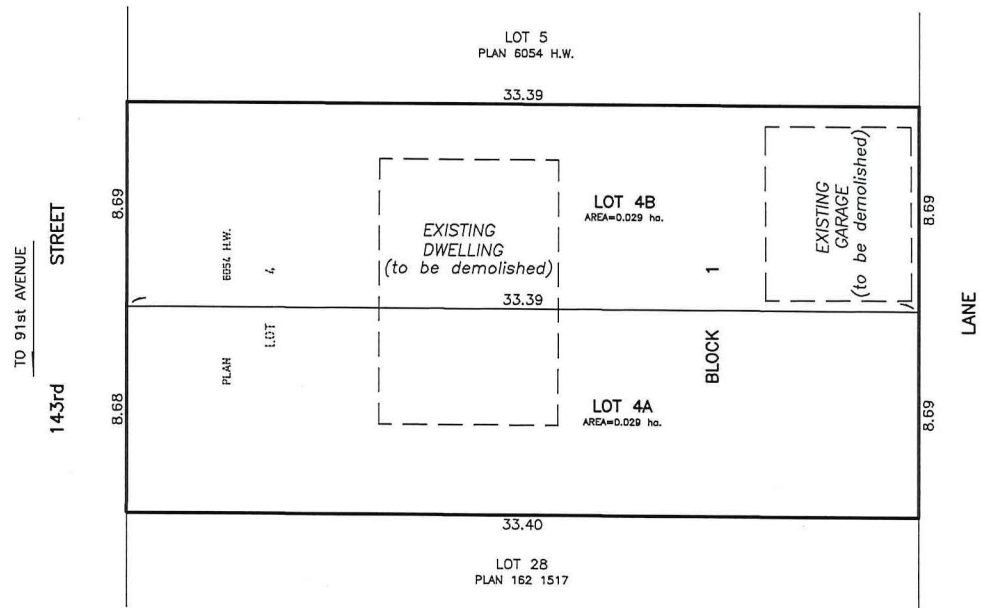 LOT 5
PLAN 6054 H.W.
33.39
8.69
8.69
TO 91st AVENUE
143rd STREET
PLAN 6054 H.W.
LOT 4
EXISTING
DWELLING
(to be demolished)
LOT 4B
AREA=0.029 ha.
EXISTING
GARAGE
(to be demolished)
33.39
BLOCK 1
LANE
8.68
8.69
LOT 4A
AREA=0.029 ha.
33.40
LOT 28
PLAN 162 1517